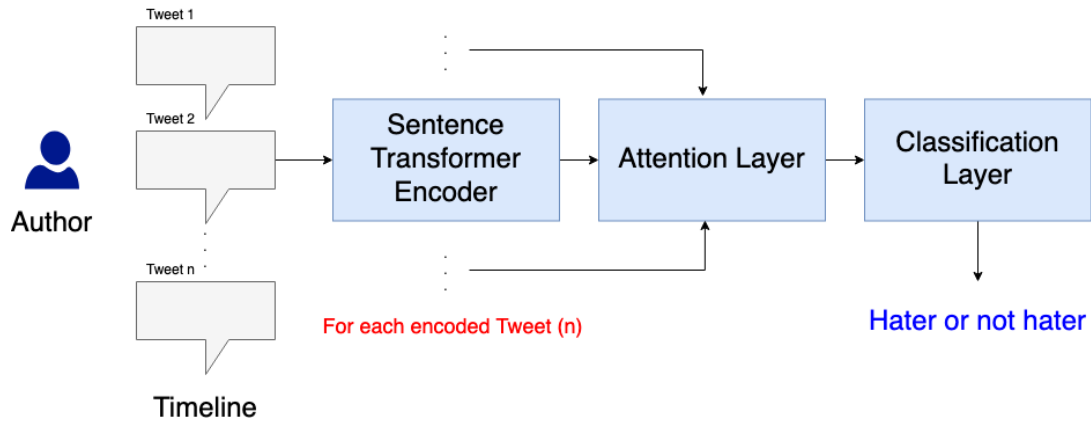 Tweet 1
Tweet 2
Tweet n
Author
Timeline
Sentence
Transformer
Encoder
For each encoded Tweet (n)
Attention Layer
Classification
Layer
Hater or not hater